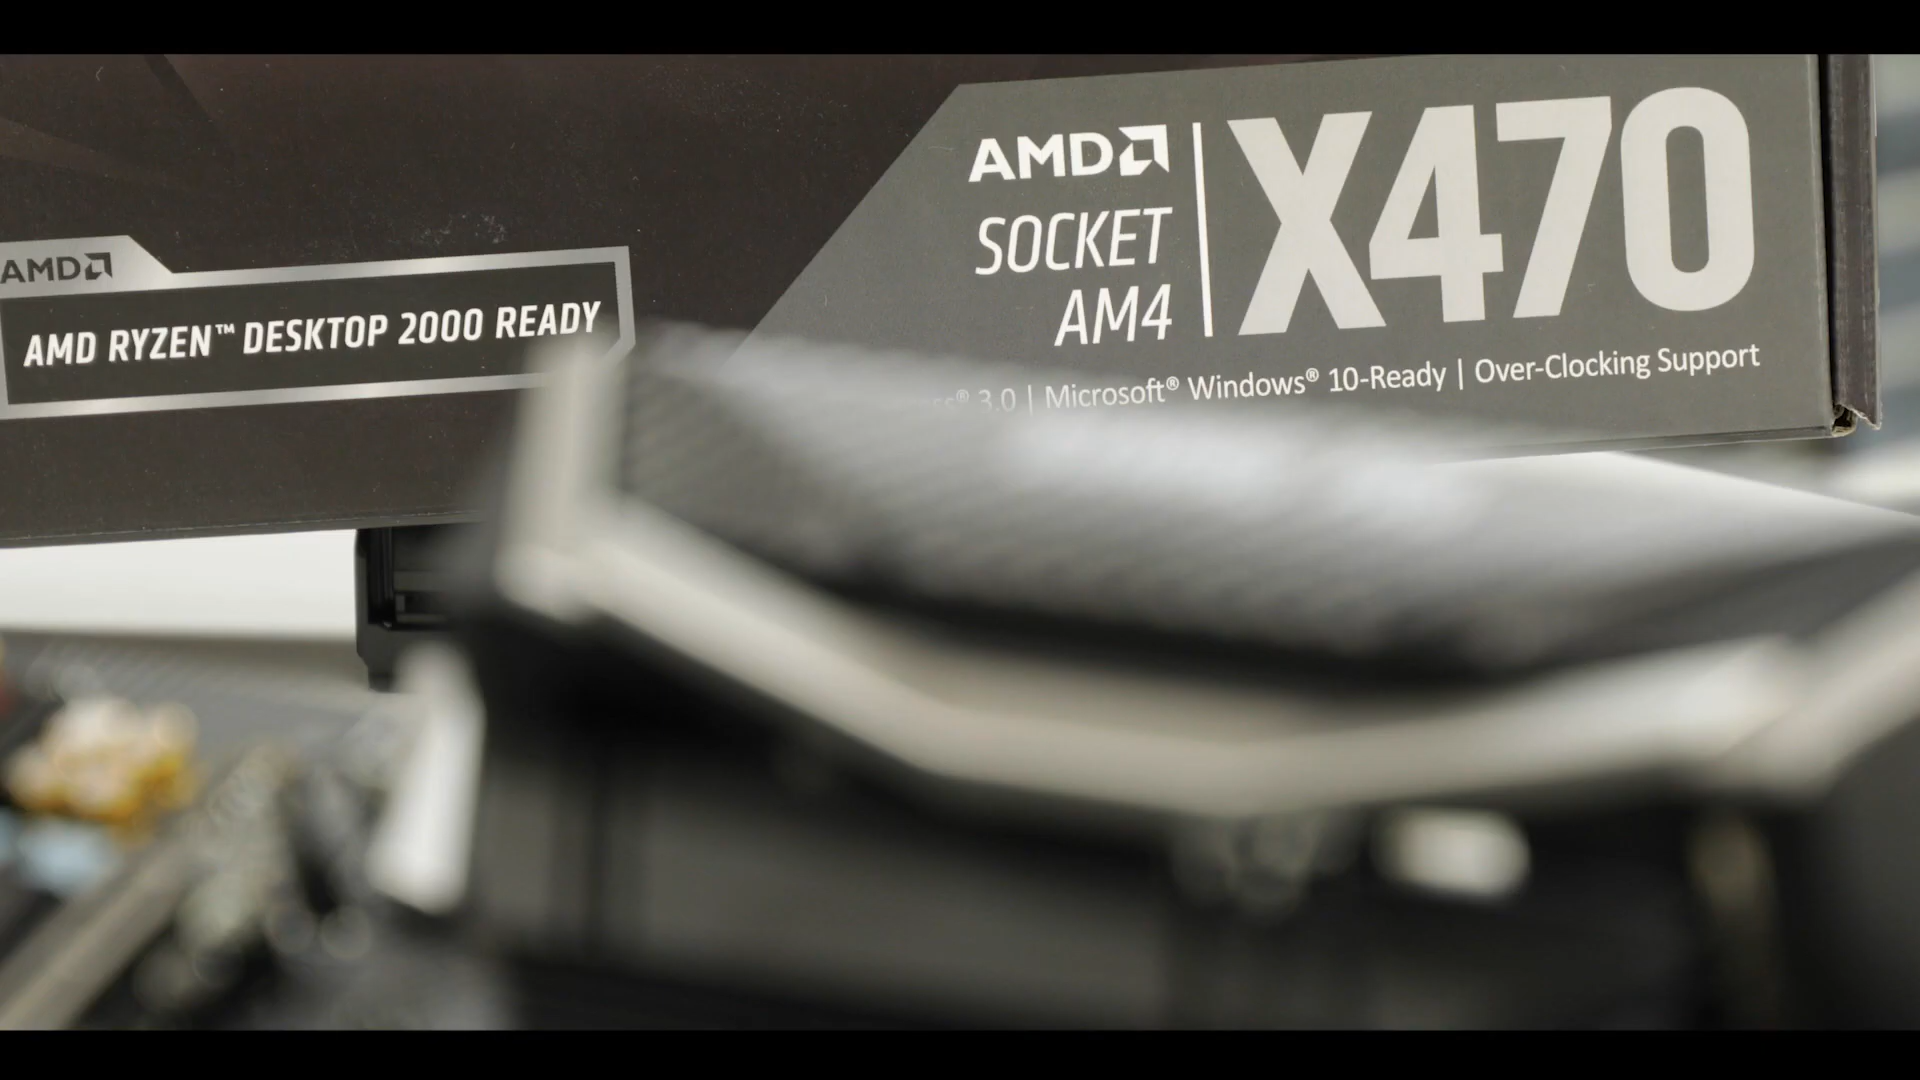 AMD
AMD RYZEN™ DESKTOP 2000 READY
AMD
SOCKET
AM4
X470
3.0 | Microsoft® Windows® 10-Ready | Over-Clocking Support